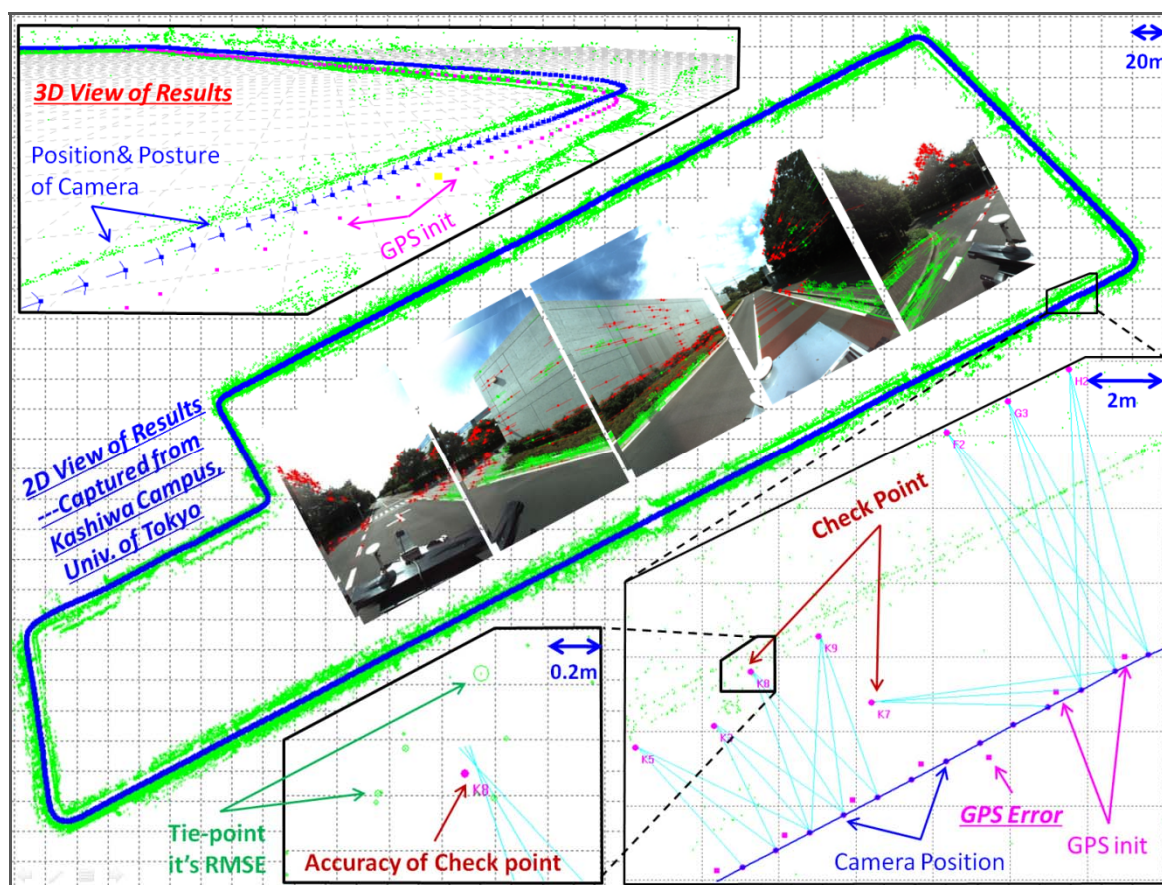 20m
3D View of Results
Position& Posture
of Camera
GPS init
2D View of Results
---Captured from
Kashiwa Campus,
Univ. of Tokyo
2m
H2
G3
F2
Check Point
K9
K8
K7
K5
0.2m
K8
Tie-point
it's RMSE
Accuracy of Check point
GPS Error
GPS init
Camera Position